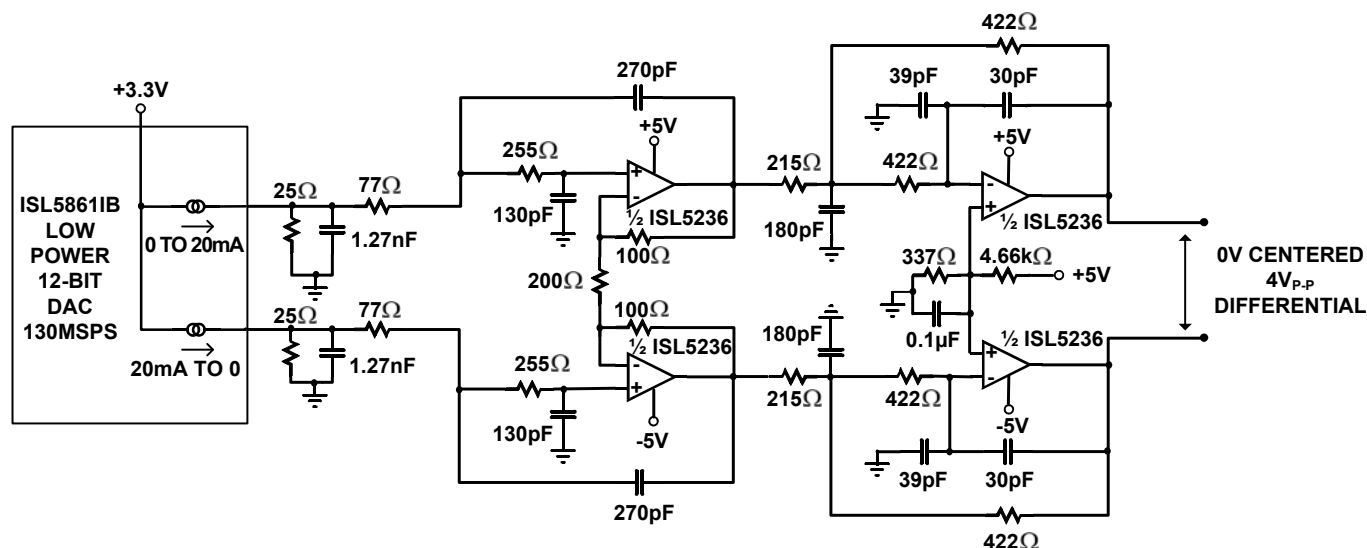 +3.3V
ISL5861IB
LOW
POWER
12-BIT
DAC
130MSPS
0 TO 20mA
20mA TO 0
25Ω
1.27nF
77Ω
25Ω
1.27nF
77Ω
270pF
255Ω
130pF
+5V
½ ISL5236
100Ω
200Ω
100Ω
½ ISL5236
255Ω
130pF
-5V
270pF
215Ω
180pF
422Ω
39pF
30pF
422Ω
+5V
½ ISL5236
337Ω
4.66kΩ
+5V
0.1µF
½ ISL5236
180pF
215Ω
422Ω
-5V
39pF
30pF
422Ω
0V CENTERED
4VP-P
DIFFERENTIAL
+
-
-
+
-
+
+
-